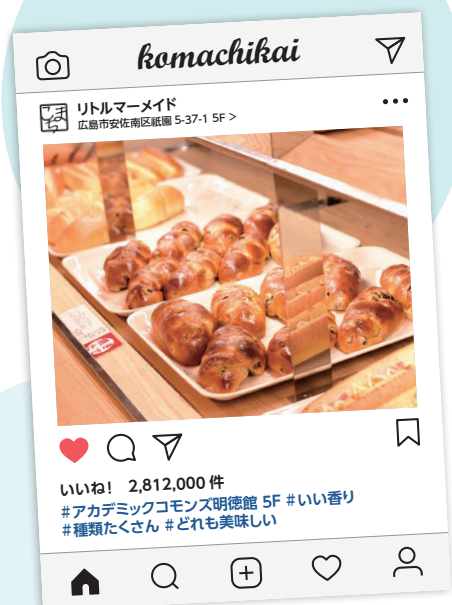 komachikai
こまち
リトルマーメイド
広島市安佐南区祇園 5-37-1 5F >
いいね! 2,812,000 件
#アカデミックコモンズ明徳館 5F #いい香り
#種類たくさん #どれも美味しい